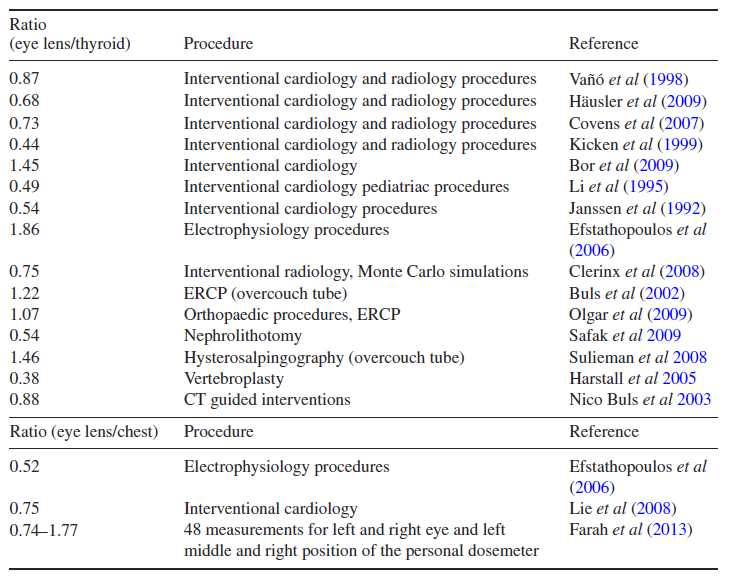 Ratio
(eye lens/thyroid) Procedure Reference
0.87 Interventional cardiology and radiology procedures Vañó et al (1998)
0.68 Interventional cardiology and radiology procedures Häusler et al (2009)
0.73 Interventional cardiology and radiology procedures Covens et al (2007)
0.44 Interventional cardiology and radiology procedures Kicken et al (1999)
1.45 Interventional cardiology Bor et al (2009)
0.49 Interventional cardiology pediatric procedures Li et al (1995)
0.54 Interventional cardiology procedures Janssen et al (1992)
1.86 Electrophysiology procedures Efstathopoulos et al
(2006)
0.75 Interventional radiology, Monte Carlo simulations Clerinx et al (2008)
1.22 ERCP (overcouch tube) Buls et al (2002)
1.07 Orthopaedic procedures, ERCP Olgar et al (2009)
0.54 Nephrolithotomy Safak et al 2009
1.46 Hysterosalpingography (overcouch tube) Sulieman et al 2008
0.38 Vertebroplasty Harstall et al 2005
0.88 CT guided interventions Nico Buls et al 2003
Ratio (eye lens/chest) Procedure Reference
0.52 Electrophysiology procedures Efstathopoulos et al
(2006)
0.75 Interventional cardiology Lie et al (2008)
0.74–1.77 48 measurements for left and right eye and left Farah et al (2013)
middle and right position of the personal dosemeter